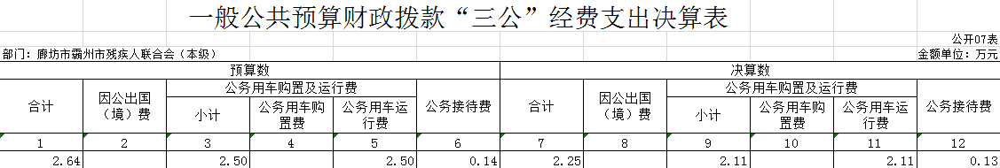 一般公共预算财政拨款“三公”经费支出决算表
公开07表
部门：廊坊市霸州市残疾人联合会（本级） 金额单位：万元
预算数 决算数
合计 因公出国（境）费 公务用车购置及运行费 公务接待费 合计 因公出国（境）费 公务用车购置及运行费 公务接待费
小计 公务用车购置费 公务用车运行费 小计 公务用车购置费 公务用车运行费
1 2 3 4 5 6 7 8 9 10 11 12
2.64 2.50 2.50 0.14 2.25 2.11 2.11 0.13